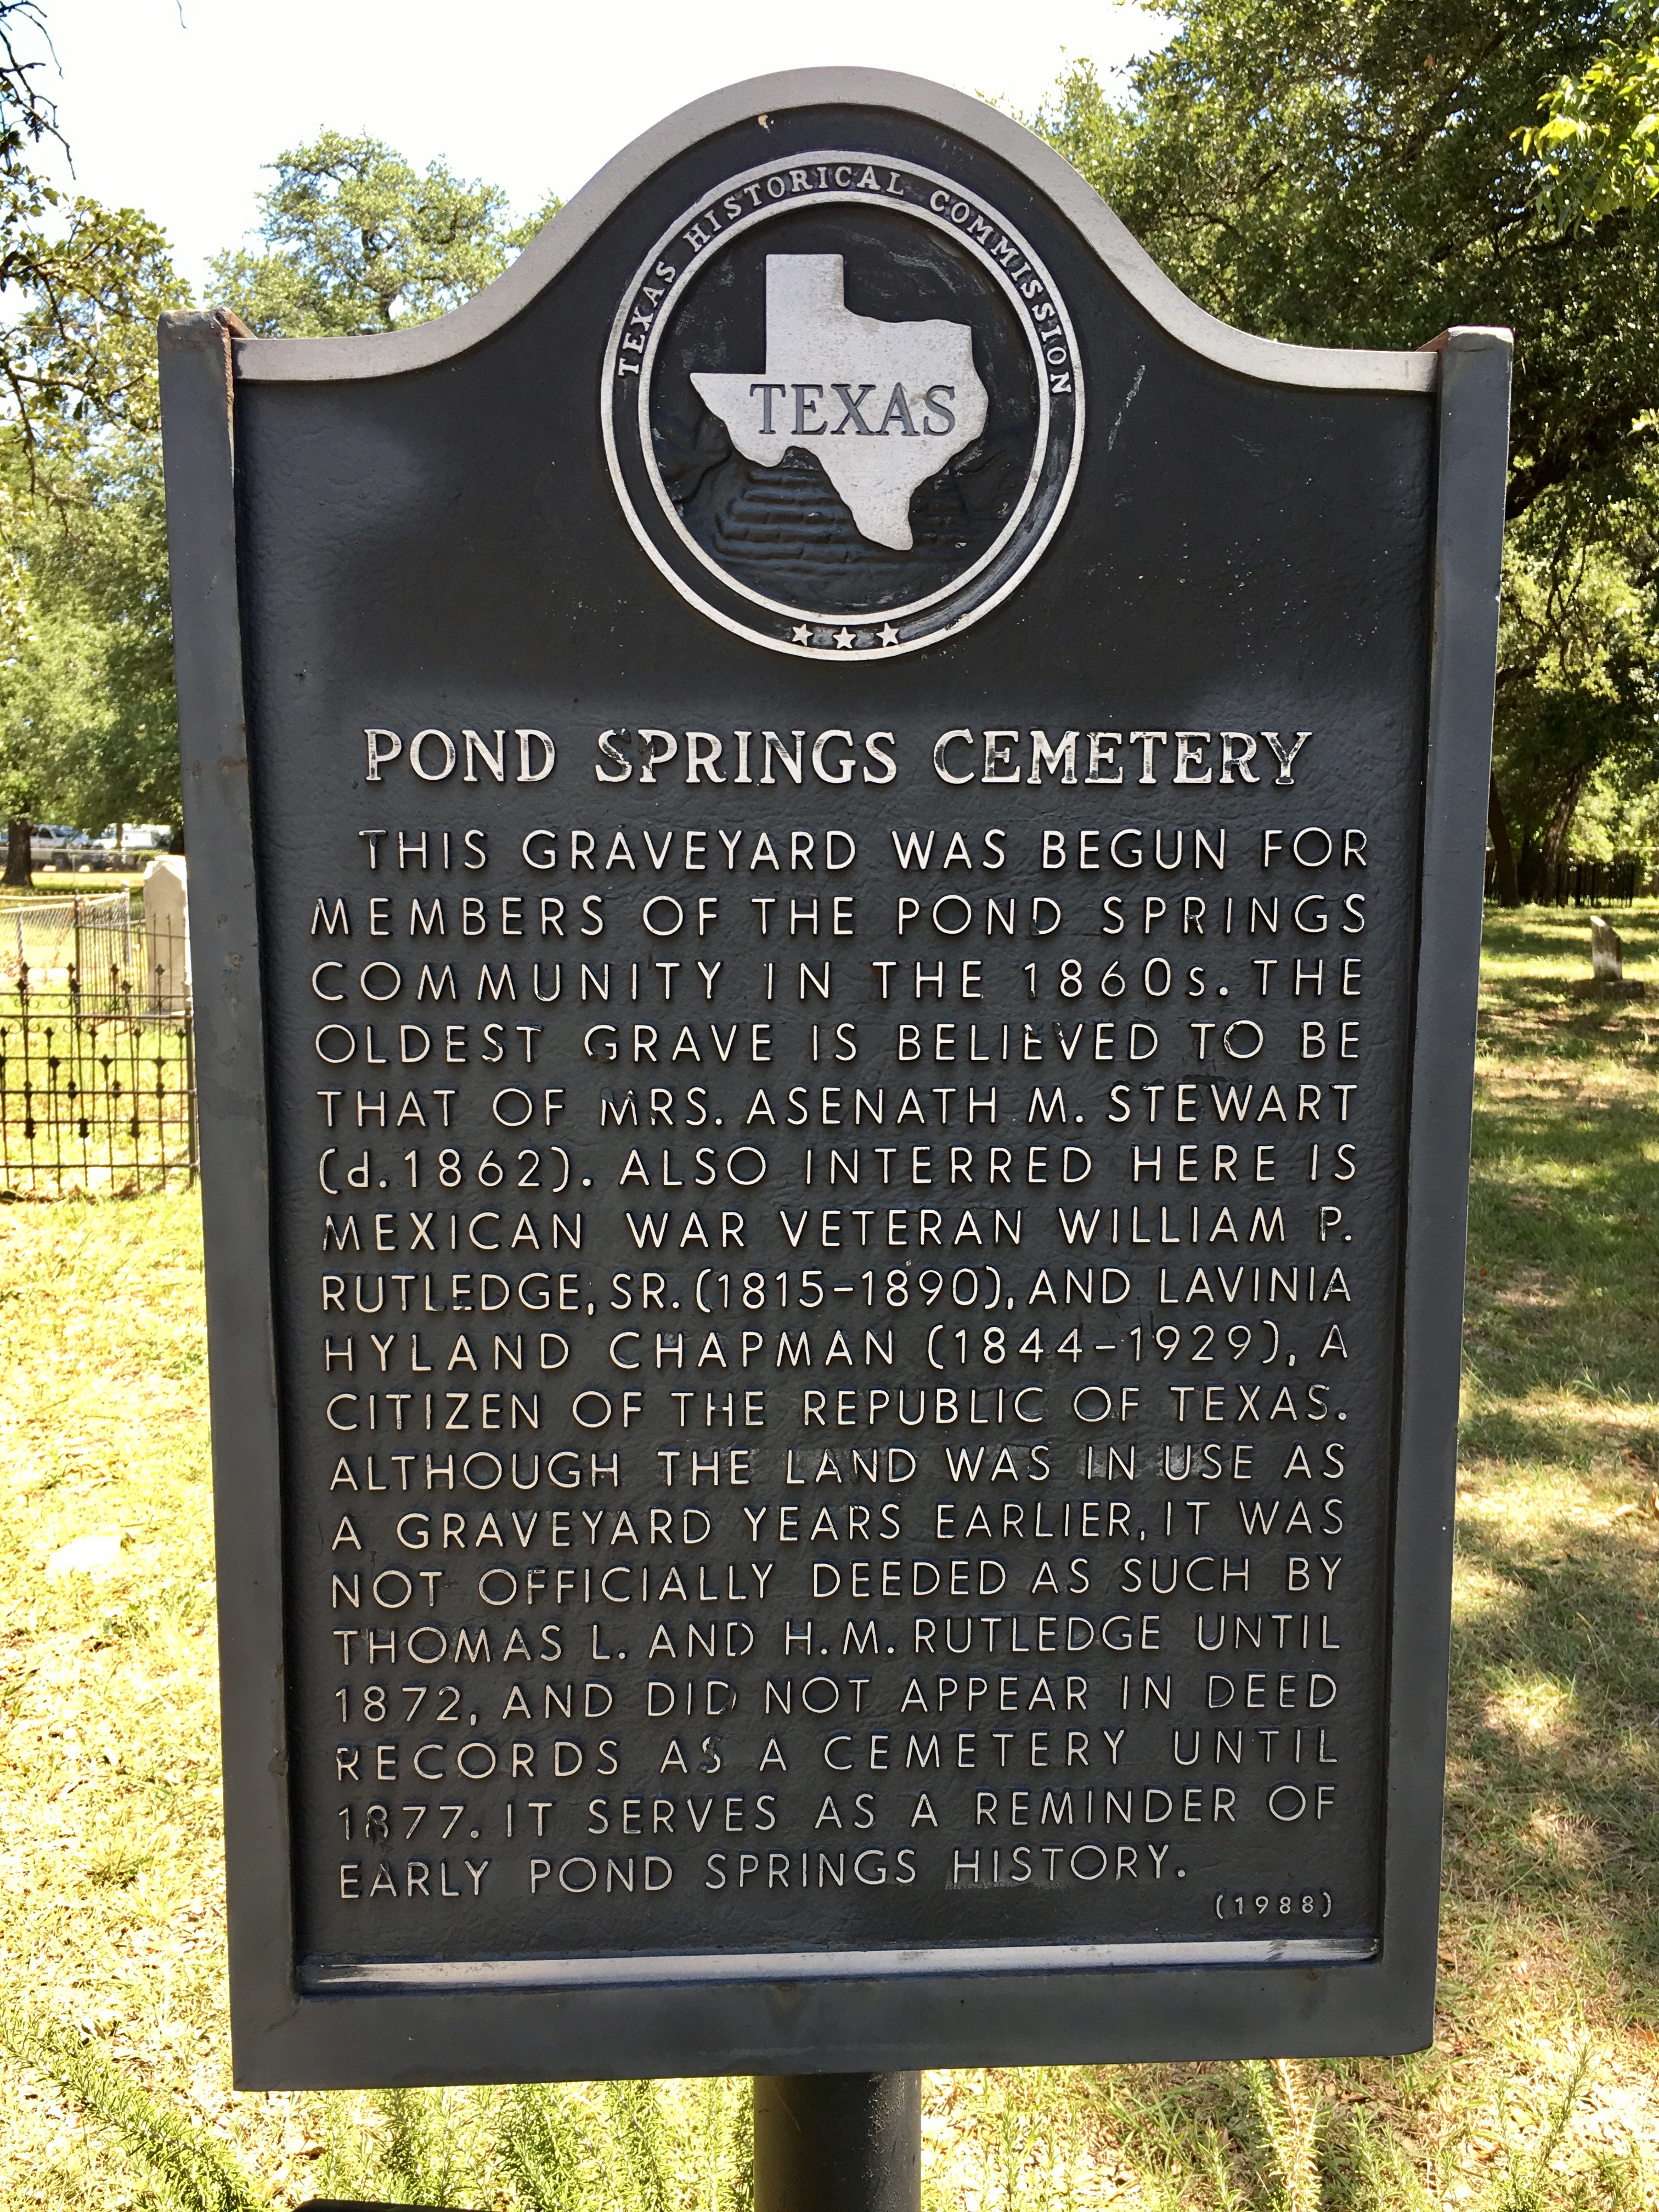 TEXAS HISTORICAL COMMISSION
TEXAS
POND SPRINGS CEMETERY
THIS GRAVEYARD WAS BEGUN FOR
MEMBERS OF THE POND SPRINGS
COMMUNITY IN THE 1860s. THE
OLDEST GRAVE IS BELIEVED TO BE
THAT OF MRS. ASENATH M. STEWART
(d.1862). ALSO INTERRED HERE IS
MEXICAN WAR VETERAN WILLIAM P.
RUTLEDGE, SR. (1815-1890), AND LAVINIA
HYLAND CHAPMAN (1844-1929), A
CITIZEN OF THE REPUBLIC OF TEXAS.
ALTHOUGH THE LAND WAS IN USE AS
A GRAVEYARD YEARS EARLIER, IT WAS
NOT OFFICIALLY DEEDED AS SUCH BY
THOMAS L. AND H.M. RUTLEDGE UNTIL
1872, AND DID NOT APPEAR IN DEED
RECORDS AS A CEMETERY UNTIL
1877. IT SERVES AS A REMINDER OF
EARLY POND SPRINGS HISTORY.
(1988)